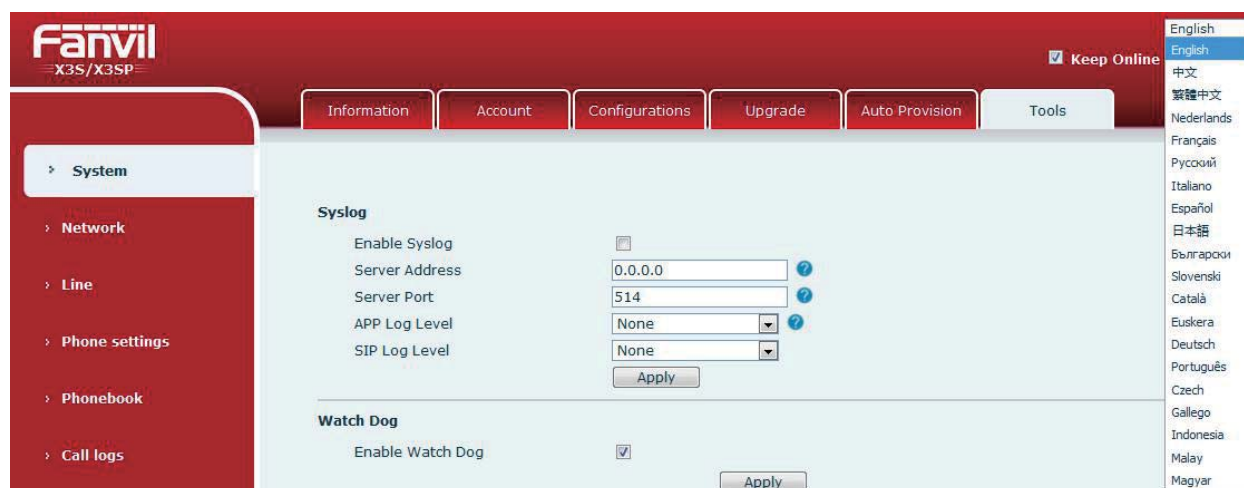 Fanvil
X3S/X3SP
Keep Online
English
English
中文
繁體中文
Nederlands
Français
Русский
Italiano
Español
日本語
Български
Slovenski
Català
Euskera
Deutsch
Português
Czech
Gallego
Indonesia
Malay
Magyar
Information
Account
Configurations
Upgrade
Auto Provision
Tools
System
Network
Line
Phone settings
Phonebook
Call logs
Syslog
Enable Syslog
Server Address 0.0.0.0 ?
Server Port 514 ?
APP Log Level None ?
SIP Log Level None
Apply
Watch Dog
Enable Watch Dog
Apply